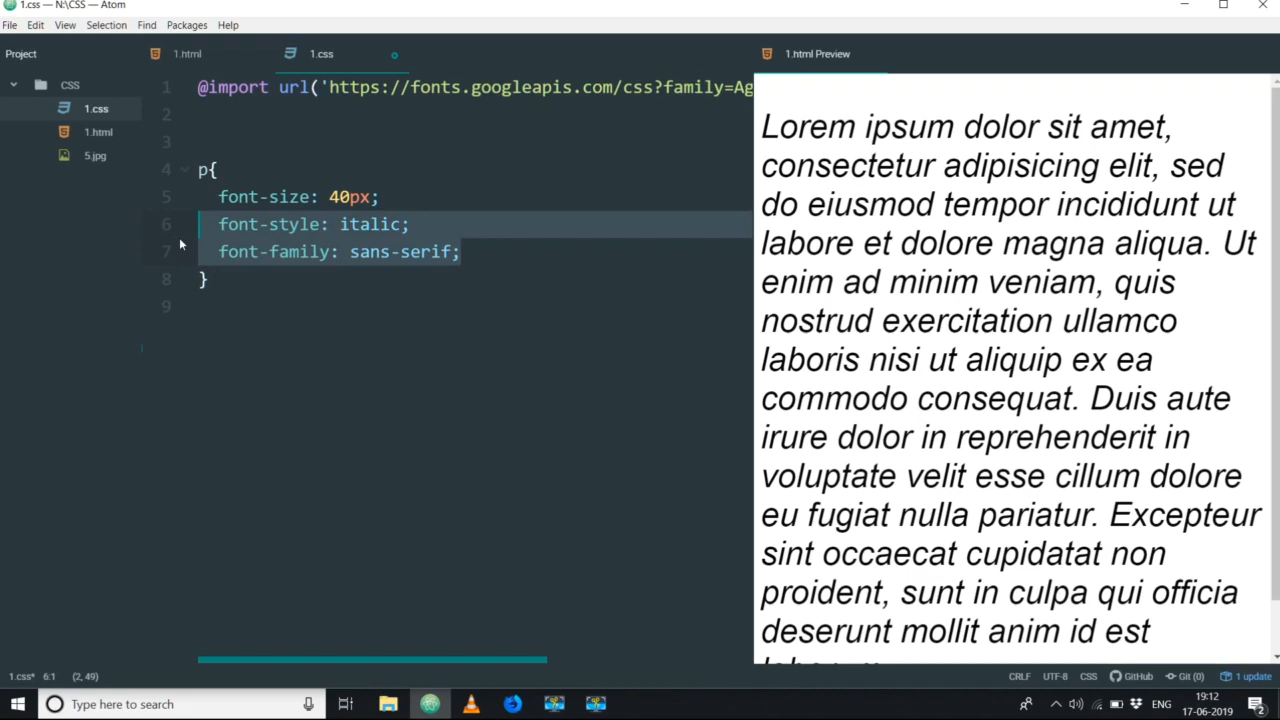 1.css — N:\CSS — Atom
File Edit View Selection Find Packages Help
Project
1.html
1.css
1.html Preview
CSS
1.css
1.html
5.jpg
1 @import url('https://fonts.googleapis.com/css?family=Ag
2
3
4 p{
5 font-size: 40px;
6 font-style: italic;
7 font-family: sans-serif;
8 }
9
Lorem ipsum dolor sit amet,
consectetur adipisicing elit, sed
do eiusmod tempor incididunt ut
labore et dolore magna aliqua. Ut
enim ad minim veniam, quis
nostrud exercitation ullamco
laboris nisi ut aliquip ex ea
commodo consequat. Duis aute
irure dolor in reprehenderit in
voluptate velit esse cillum dolore
eu fugiat nulla pariatur. Excepteur
sint occaecat cupidatat non
proident, sunt in culpa qui officia
deserunt mollit anim id est
1.css* 6:1 (2, 49)
CRLF UTF-8 CSS GitHub Git (0) 1 update
Type here to search
ENG
19:12
17-06-2019
2